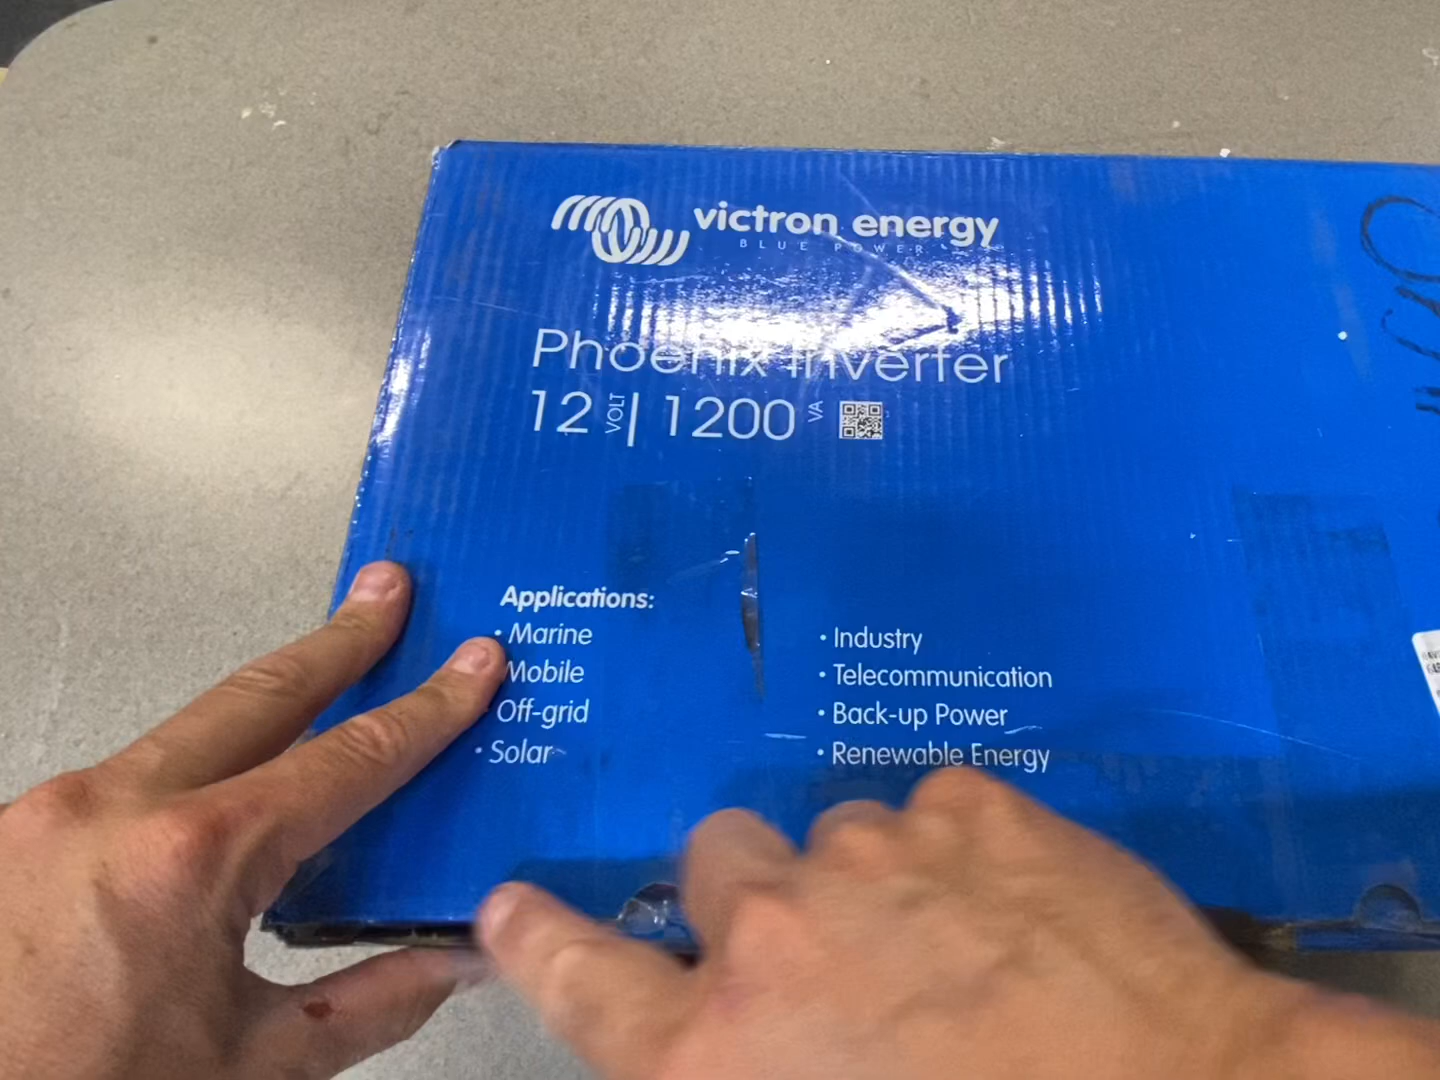 victron energy
BLUE POWER
Phoenix Inverter
12 VOLT | 1200 VA
Applications:
• Marine
Mobile
Off-grid
• Solar
• Industry
• Telecommunication
• Back-up Power
• Renewable Energy